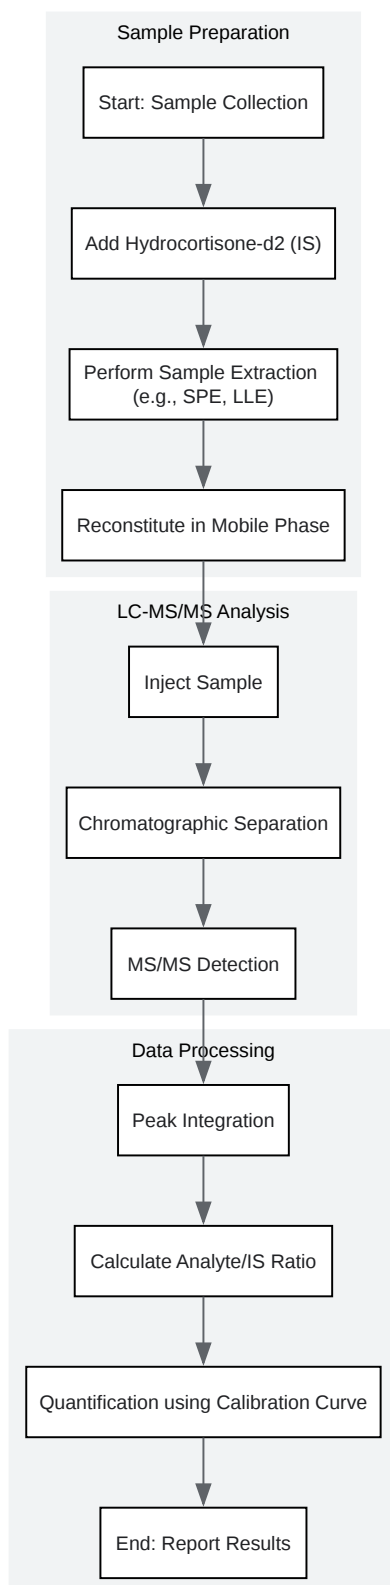 Sample Preparation
Start: Sample Collection
Add Hydrocortisone-d2 (IS)
Perform Sample Extraction
(e.g., SPE, LLE)
Reconstitute in Mobile Phase
LC-MS/MS Analysis
Inject Sample
Chromatographic Separation
MS/MS Detection
Data Processing
Peak Integration
Calculate Analyte/IS Ratio
Quantification using Calibration Curve
End: Report Results